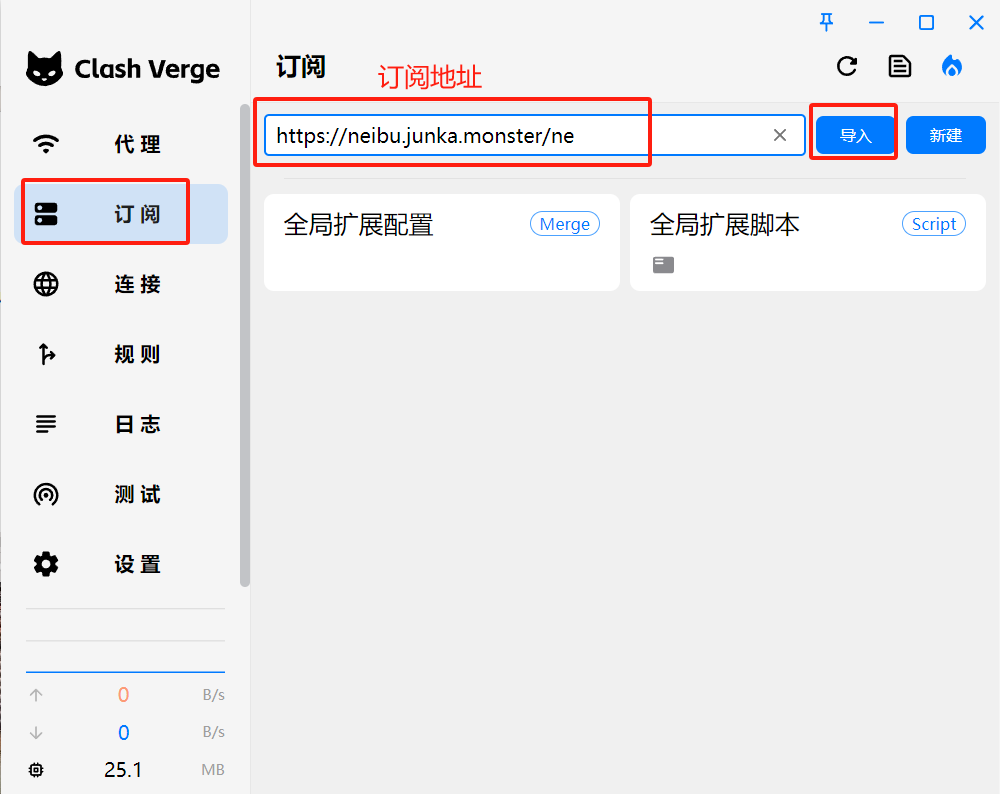 Clash Verge
代理
订阅
连接
规则
日志
测试
设置
0 B/s
0 B/s
25.1 MB
订阅
订阅地址
https://neibu.junka.monster/ne
导入
新建
全局扩展配置 Merge
全局扩展脚本 Script